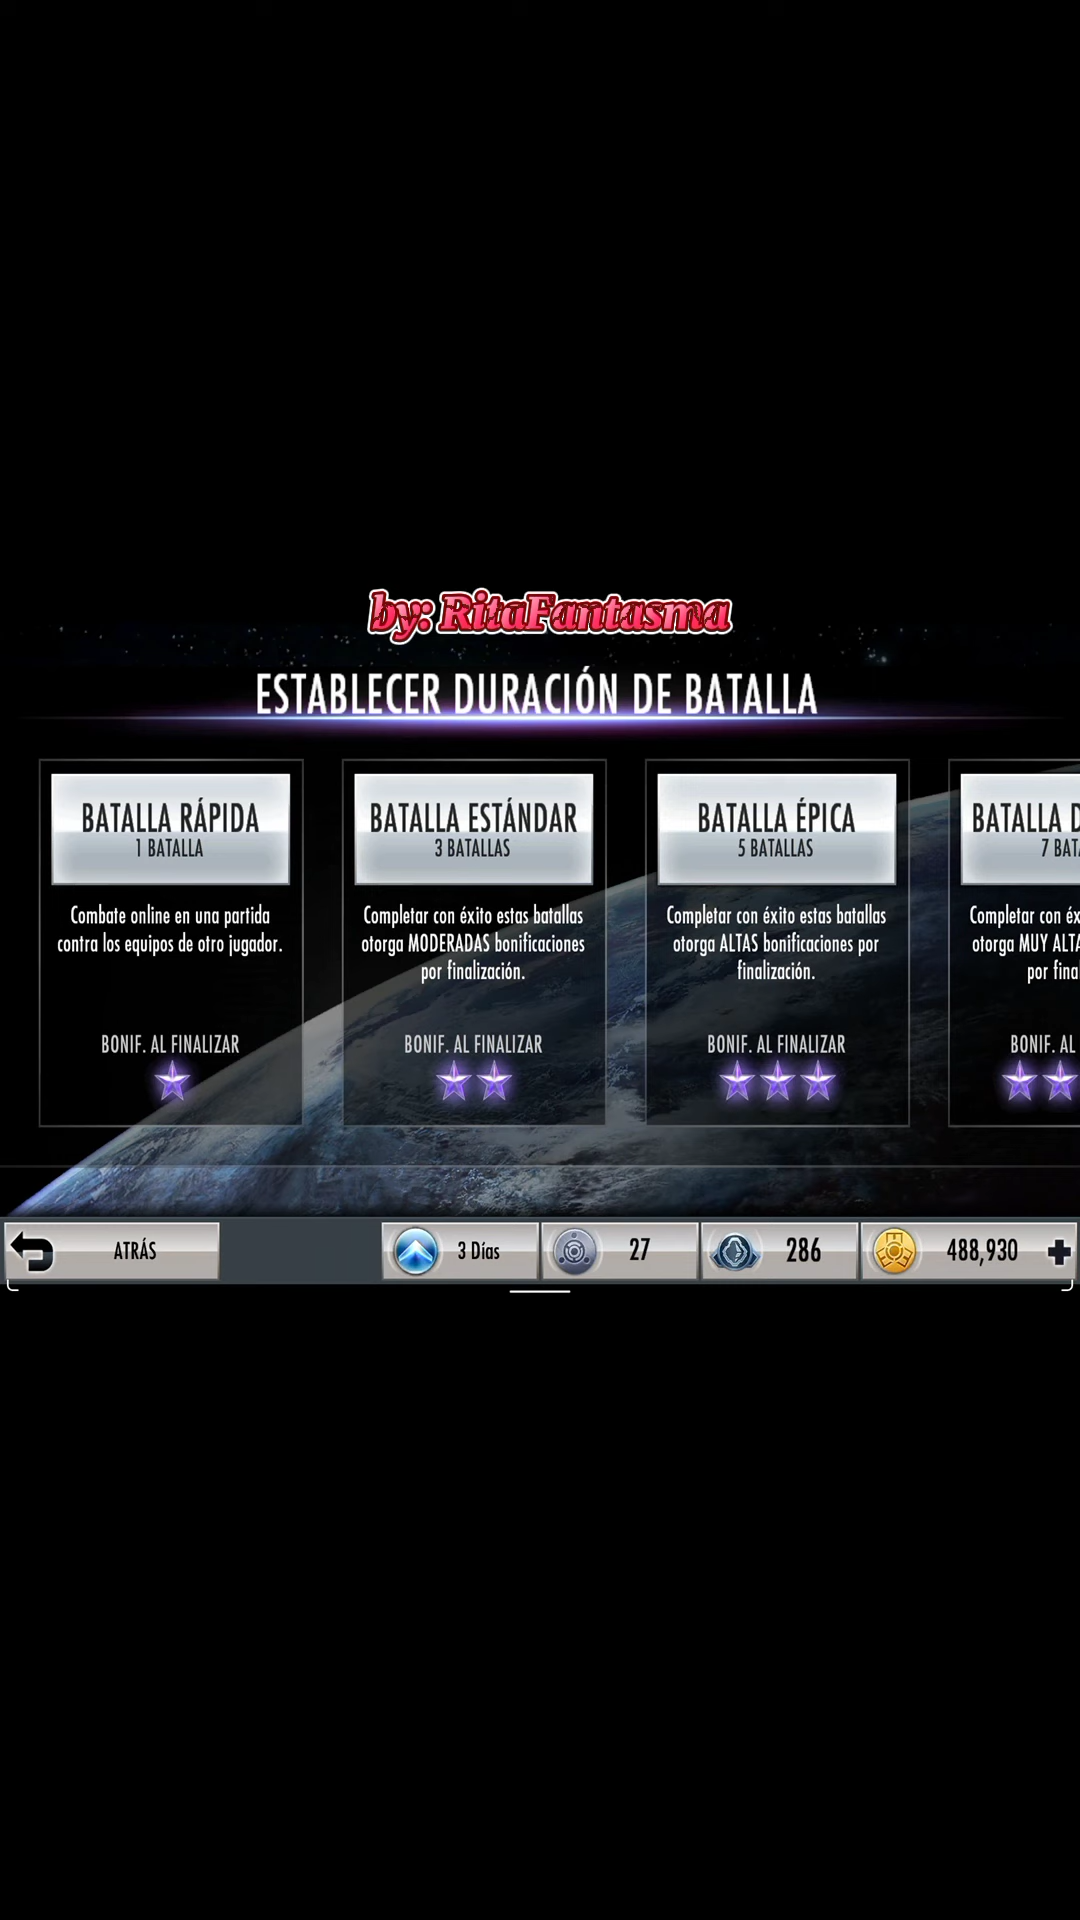 by: RitaFantasma
ESTABLECER DURACIÓN DE BATALLA
BATALLA RÁPIDA
1 BATALLA
Combate online en una partida
contra los equipos de otro jugador.
BONIF. AL FINALIZAR
BATALLA ESTÁNDAR
3 BATALLAS
Completar con éxito estas batallas
otorga MODERADAS bonificaciones
por finalización.
BONIF. AL FINALIZAR
BATALLA ÉPICA
5 BATALLAS
Completar con éxito estas batallas
otorga ALTAS bonificaciones por
finalización.
BONIF. AL FINALIZAR
BATALLA
7
Completar con
otorga MUY
por
BONIF. AL
ATRÁS
3 Días
27
286
488,930